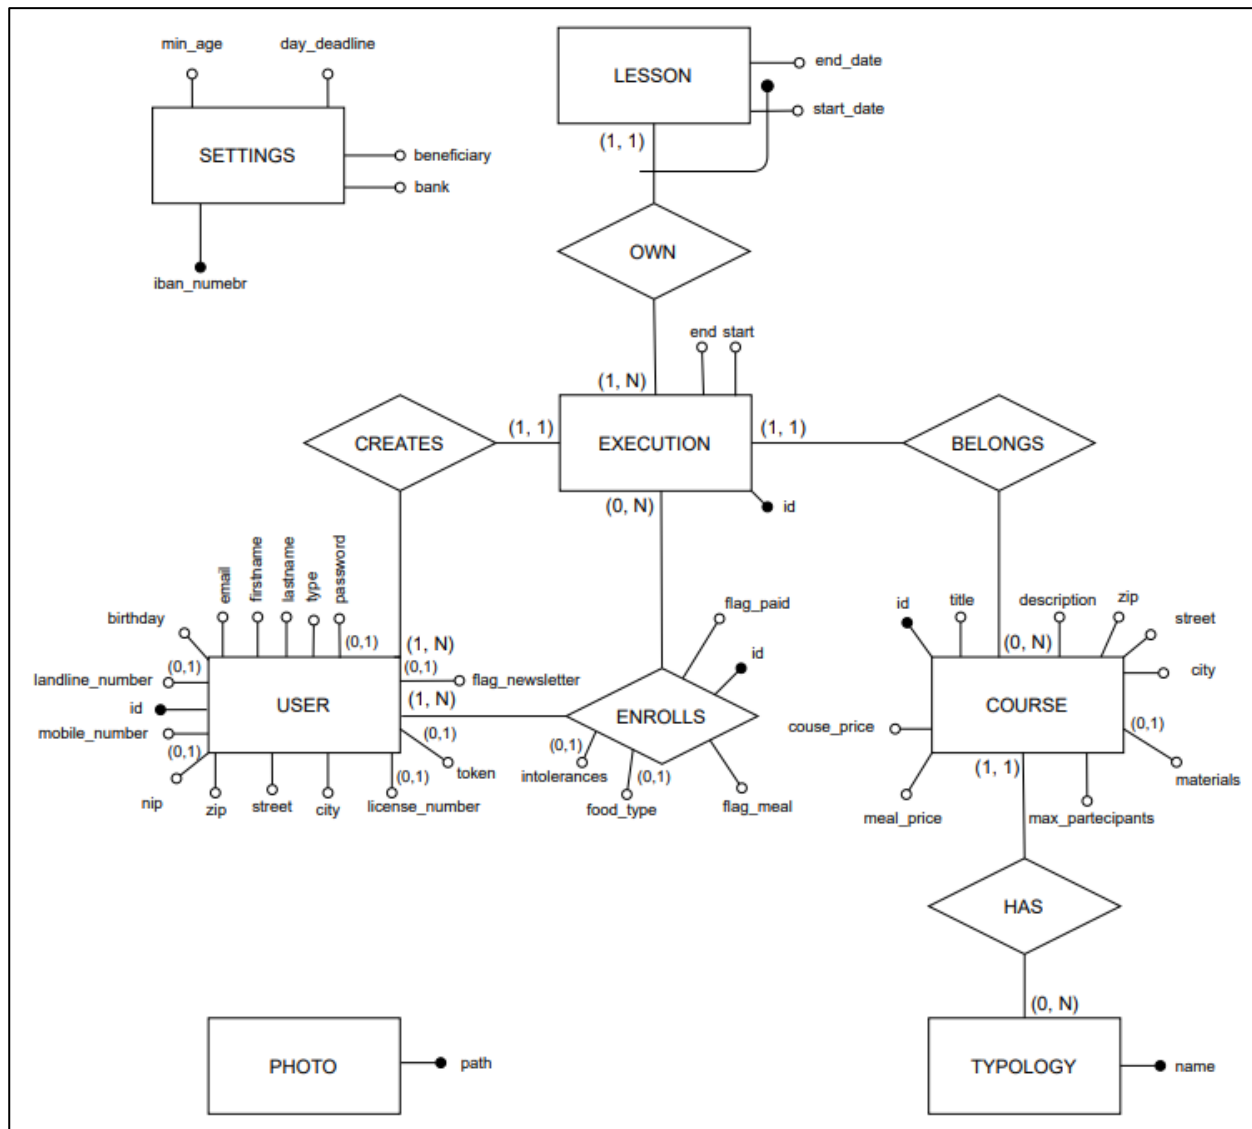 min_age
day_deadline
SETTINGS
beneficiary
bank
iban_numebr
LESSON
end_date
start_date
(1, 1)
OWN
end start
(1, N)
CREATES
(1, 1)
EXECUTION
(1, 1)
BELONGS
(0, N)
id
birthday
email
firstname
lastname
type
password
(0,1)
(1, N)
(0,1)
landline_number
(0,1)
flag_newsletter
id
USER
(1, N)
mobile_number
(0,1)
(0,1)
token
nip
zip
street
city
(0,1)
license_number
flag_paid
id
ENROLLS
(0,1)
intolerances
(0,1)
food_type
flag_meal
id
title
description
zip
street
(0, N)
city
COURSE
couse_price
(0,1)
materials
(1, 1)
meal_price
max_partecipants
HAS
(0, N)
PHOTO
path
TYPOLOGY
name